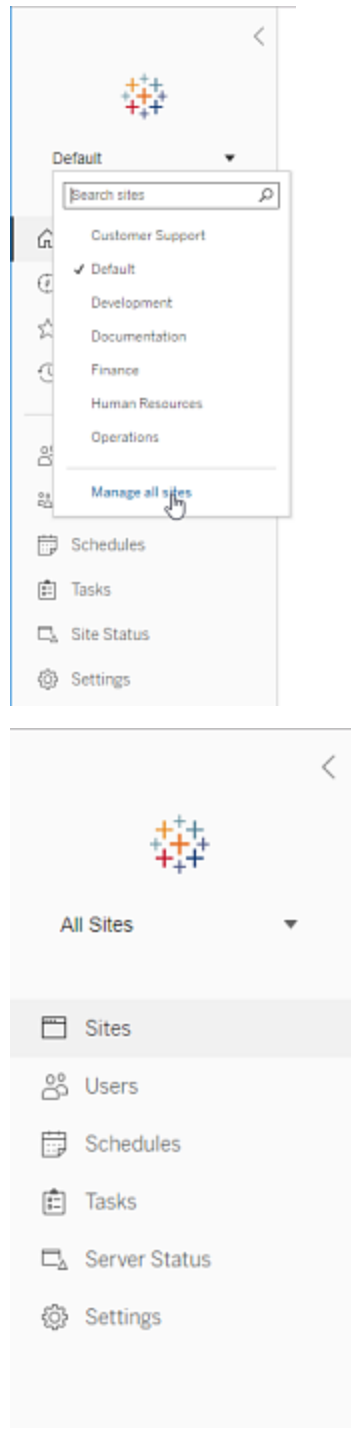 Default
Search sites
Customer Support
Default
Development
Documentation
Finance
Human Resources
Operations
Manage all sites
Schedules
Tasks
Site Status
Settings
All Sites
Sites
Users
Schedules
Tasks
Server Status
Settings